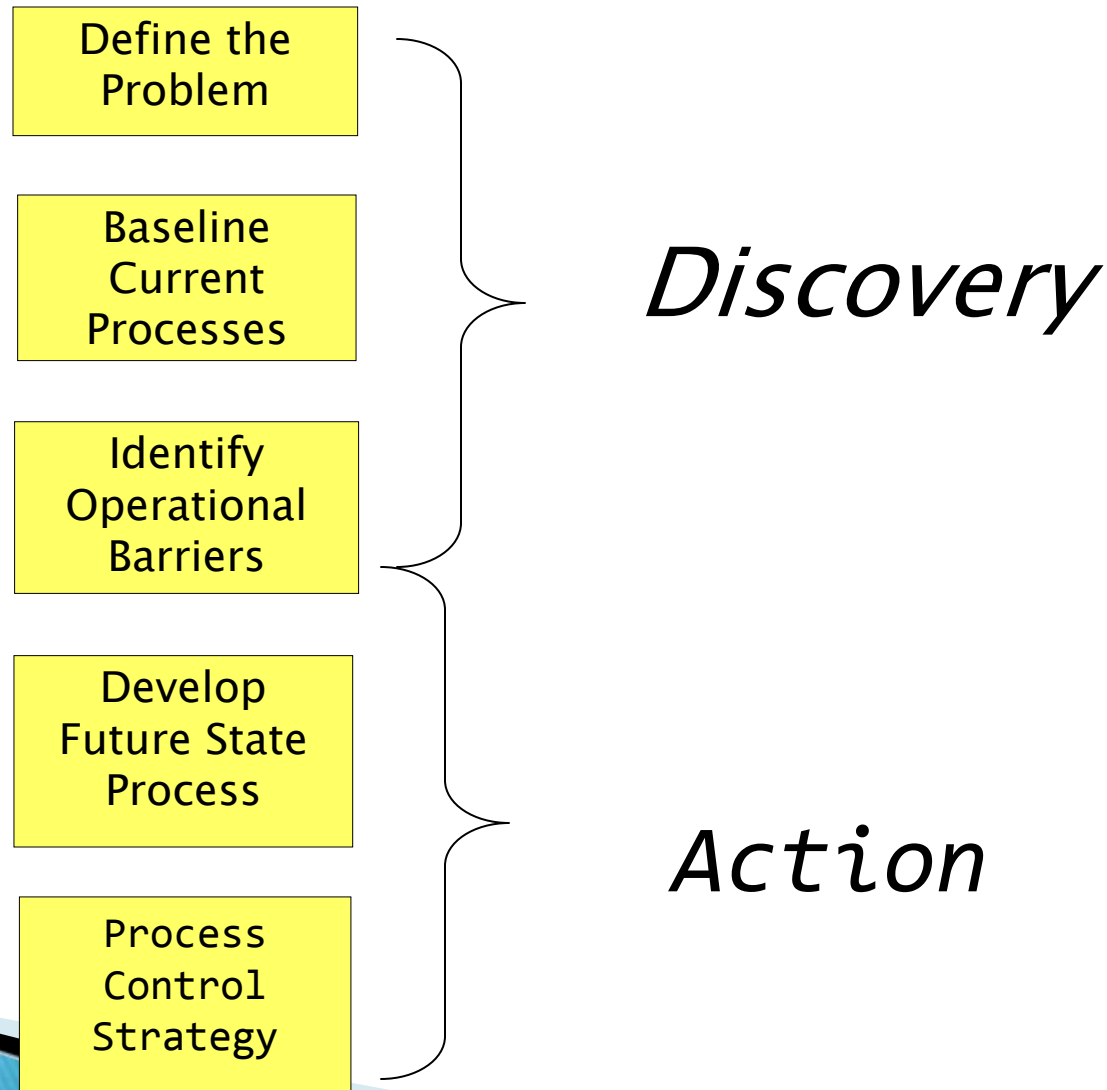 Define the
Problem
Baseline
Current
Processes
Discovery
Identify
Operational
Barriers
Develop
Future State
Process
Action
Process
Control
Strategy